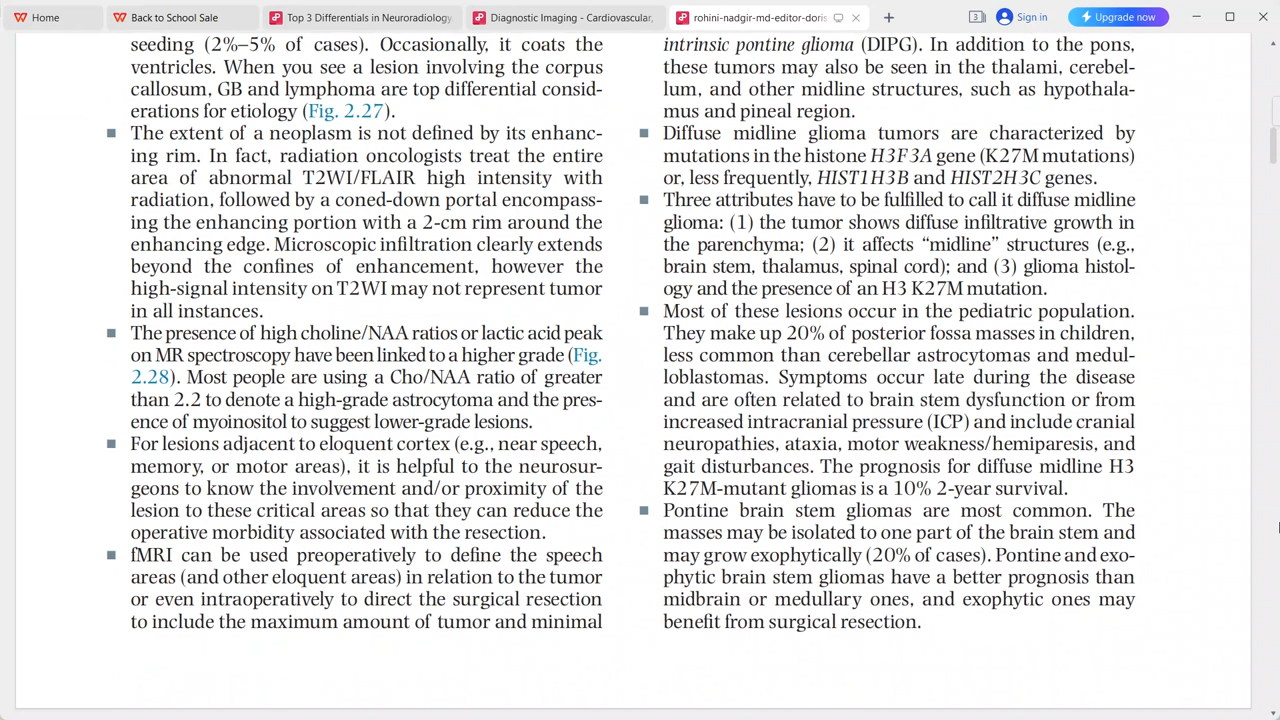 Home
Back to School Sale
Top 3 Differentials in Neuroradiology
Diagnostic Imaging - Cardiovascular,
rohini-nadgir-md-editor-doris
3
Sign in
Upgrade now
seeding (2%–5% of cases). Occasionally, it coats the
ventricles. When you see a lesion involving the corpus
callosum, GB and lymphoma are top differential consid-
erations for etiology (Fig. 2.27).
The extent of a neoplasm is not defined by its enhanc-
ing rim. In fact, radiation oncologists treat the entire
area of abnormal T2WI/FLAIR high intensity with
radiation, followed by a coned-down portal encompass-
ing the enhancing portion with a 2-cm rim around the
enhancing edge. Microscopic infiltration clearly extends
beyond the confines of enhancement, however the
high-signal intensity on T2WI may not represent tumor
in all instances.
The presence of high choline/NAA ratios or lactic acid peak
on MR spectroscopy have been linked to a higher grade (Fig.
2.28). Most people are using a Cho/NAA ratio of greater
than 2.2 to denote a high-grade astrocytoma and the pres-
ence of myoinositol to suggest lower-grade lesions.
For lesions adjacent to eloquent cortex (e.g., near speech,
memory, or motor areas), it is helpful to the neurosur-
geons to know the involvement and/or proximity of the
lesion to these critical areas so that they can reduce the
operative morbidity associated with the resection.
fMRI can be used preoperatively to define the speech
areas (and other eloquent areas) in relation to the tumor
or even intraoperatively to direct the surgical resection
to include the maximum amount of tumor and minimal
intrinsic pontine glioma (DIPG). In addition to the pons,
these tumors may also be seen in the thalami, cerebel-
lum, and other midline structures, such as hypothala-
mus and pineal region.
Diffuse midline glioma tumors are characterized by
mutations in the histone H3F3A gene (K27M mutations)
or, less frequently, HIST1H3B and HIST2H3C genes.
Three attributes have to be fulfilled to call it diffuse midline
glioma: (1) the tumor shows diffuse infiltrative growth in
the parenchyma; (2) it affects “midline” structures (e.g.,
brain stem, thalamus, spinal cord); and (3) glioma histol-
ogy and the presence of an H3 K27M mutation.
Most of these lesions occur in the pediatric population.
They make up 20% of posterior fossa masses in children,
less common than cerebellar astrocytomas and medul-
loblastomas. Symptoms occur late during the disease
and are often related to brain stem dysfunction or from
increased intracranial pressure (ICP) and include cranial
neuropathies, ataxia, motor weakness/hemiparesis, and
gait disturbances. The prognosis for diffuse midline H3
K27M-mutant gliomas is a 10% 2-year survival.
Pontine brain stem gliomas are most common. The
masses may be isolated to one part of the brain stem and
may grow exophytically (20% of cases). Pontine and exo-
phytic brain stem gliomas have a better prognosis than
midbrain or medullary ones, and exophytic ones may
benefit from surgical resection.